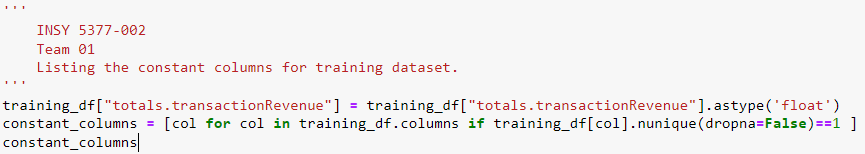 '''
    INSY 5377-002
    Team 01
    Listing the constant columns for training dataset.
'''
training_df["totals.transactionRevenue"] = training_df["totals.transactionRevenue"].astype('float')
constant_columns = [col for col in training_df.columns if training_df[col].nunique(dropna=False)==1 ]
constant_columns